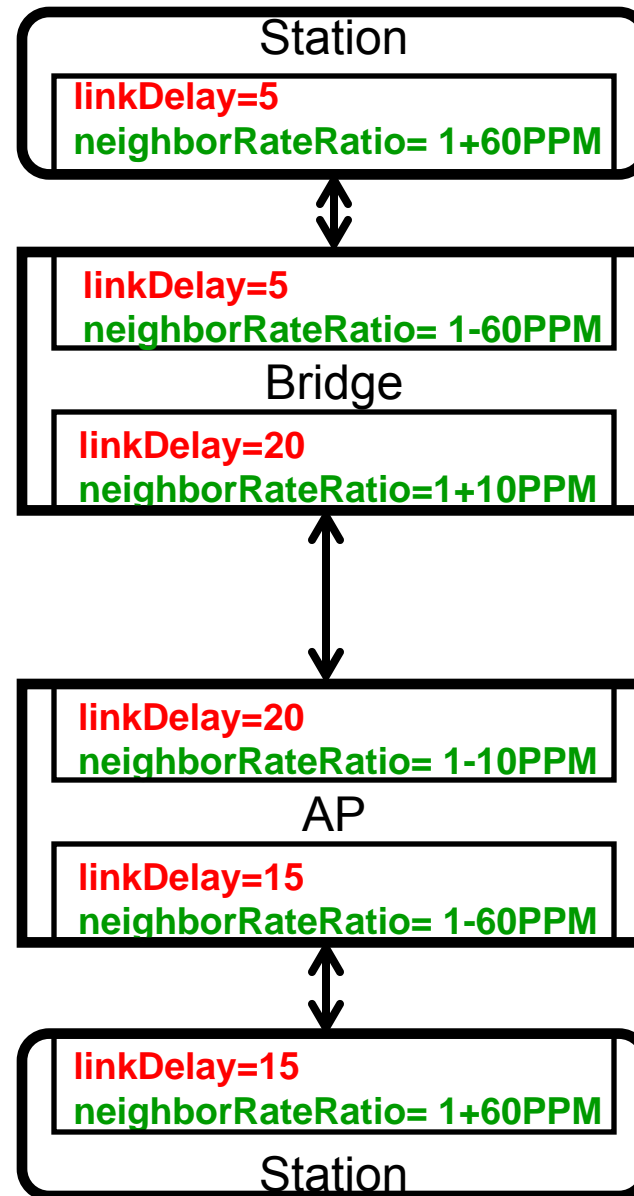 Station
linkDelay=5
neighborRateRatio= 1+60PPM
linkDelay=5
neighborRateRatio= 1-60PPM
Bridge
linkDelay=20
neighborRateRatio=1+10PPM
linkDelay=20
neighborRateRatio= 1-10PPM
AP
linkDelay=15
neighborRateRatio= 1-60PPM
linkDelay=15
neighborRateRatio= 1+60PPM
Station